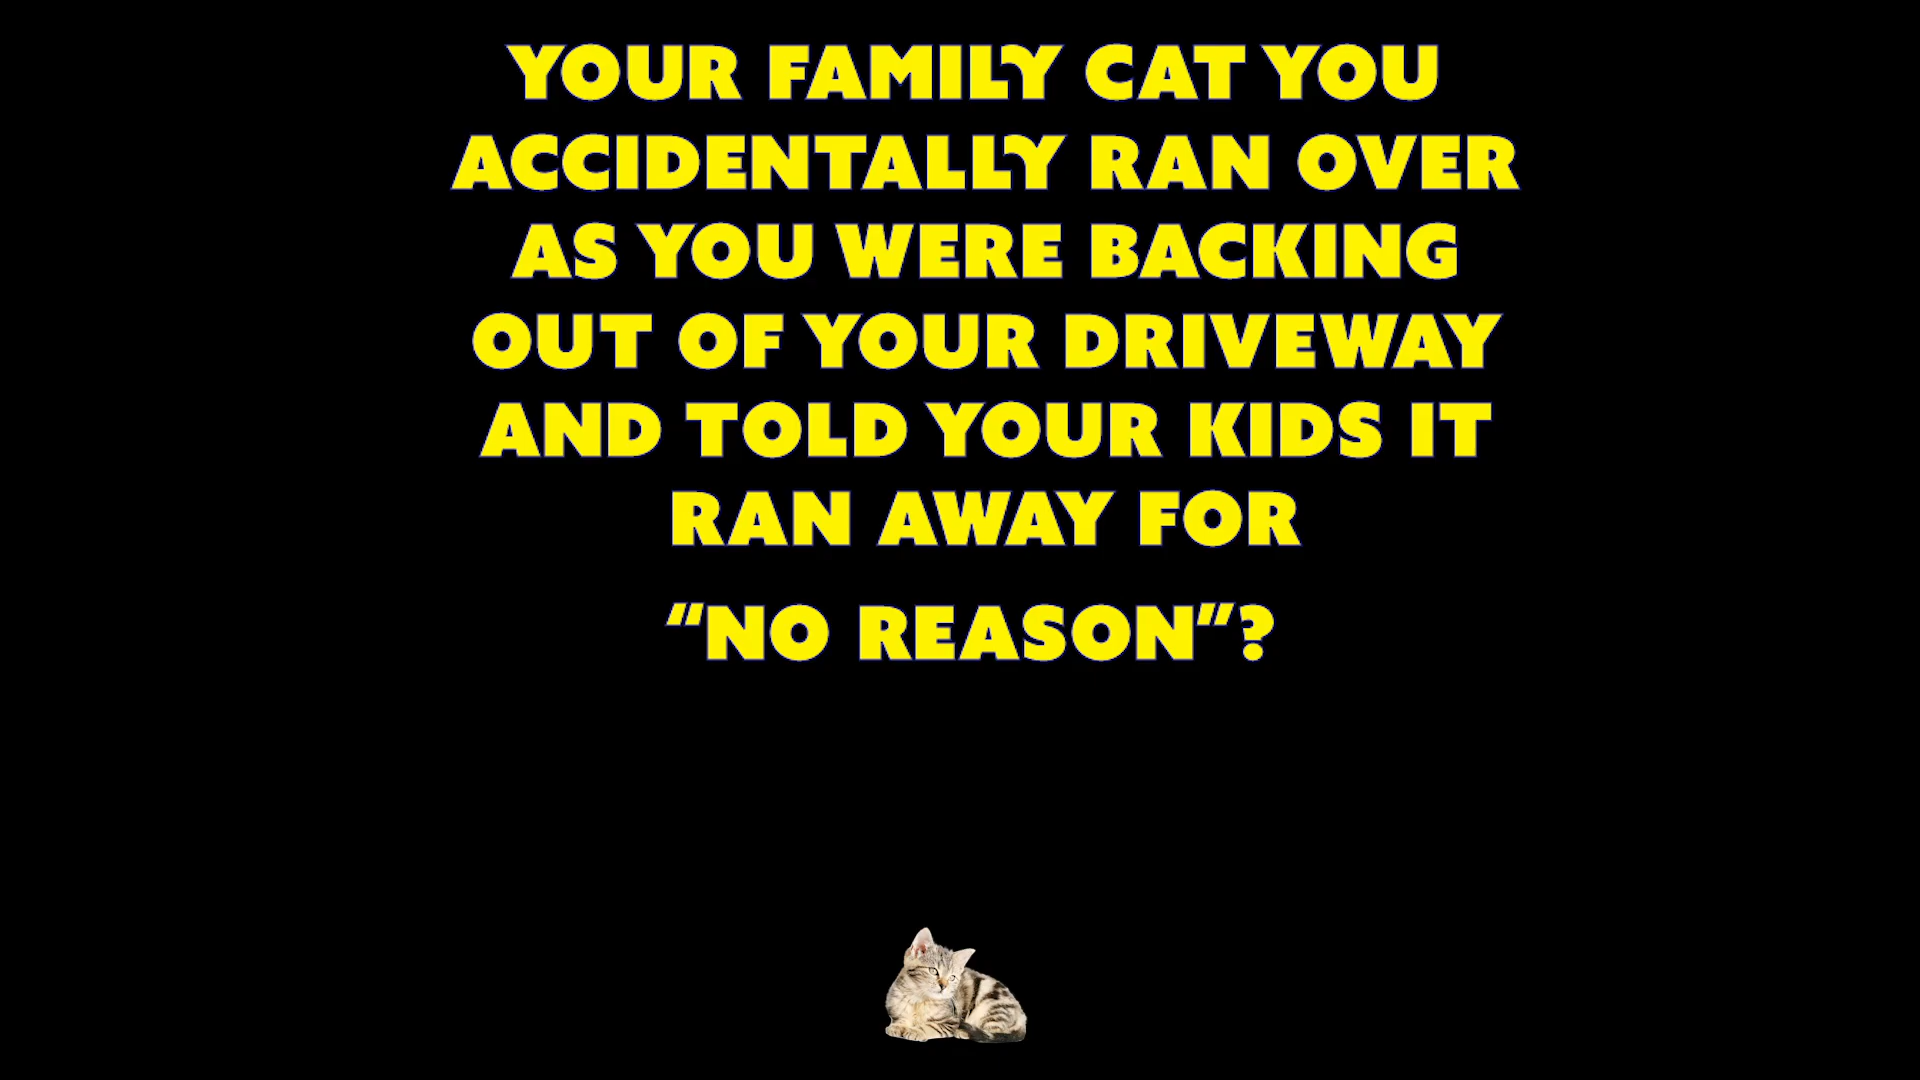 YOUR FAMILY CAT YOU
ACCIDENTALLY RAN OVER
AS YOU WERE BACKING
OUT OF YOUR DRIVEWAY
AND TOLD YOUR KIDS IT
RAN AWAY FOR
“NO REASON”?